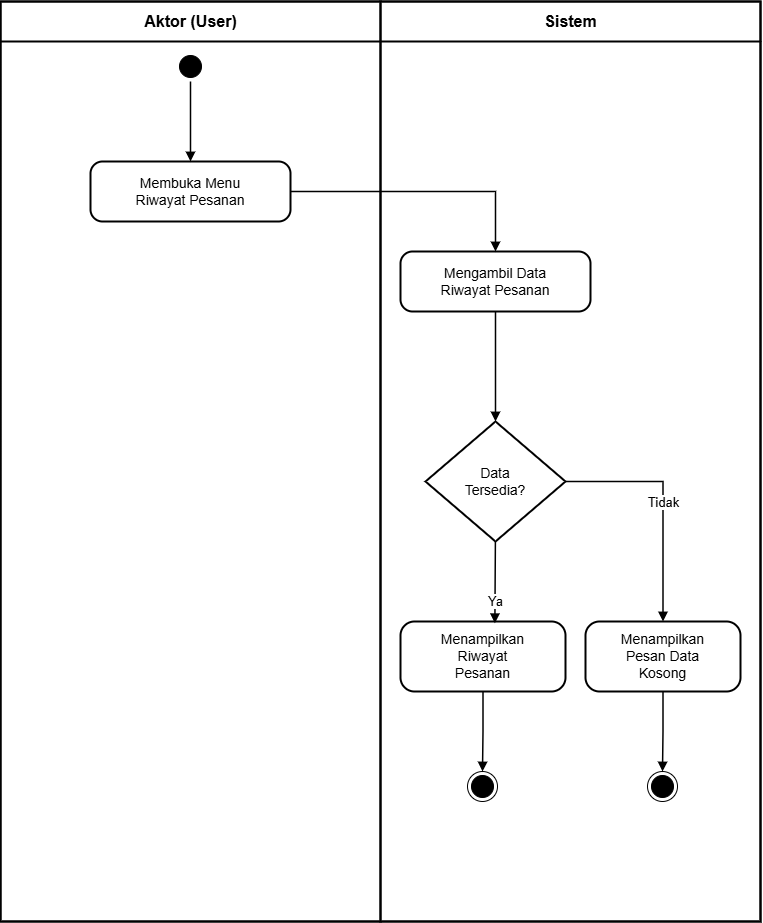 Aktor (User)
Sistem
Membuka Menu
Riwayat Pesanan
Mengambil Data
Riwayat Pesanan
Data
Tersedia?
Tidak
Ya
Menampilkan
Riwayat
Pesanan
Menampilkan
Pesan Data
Kosong